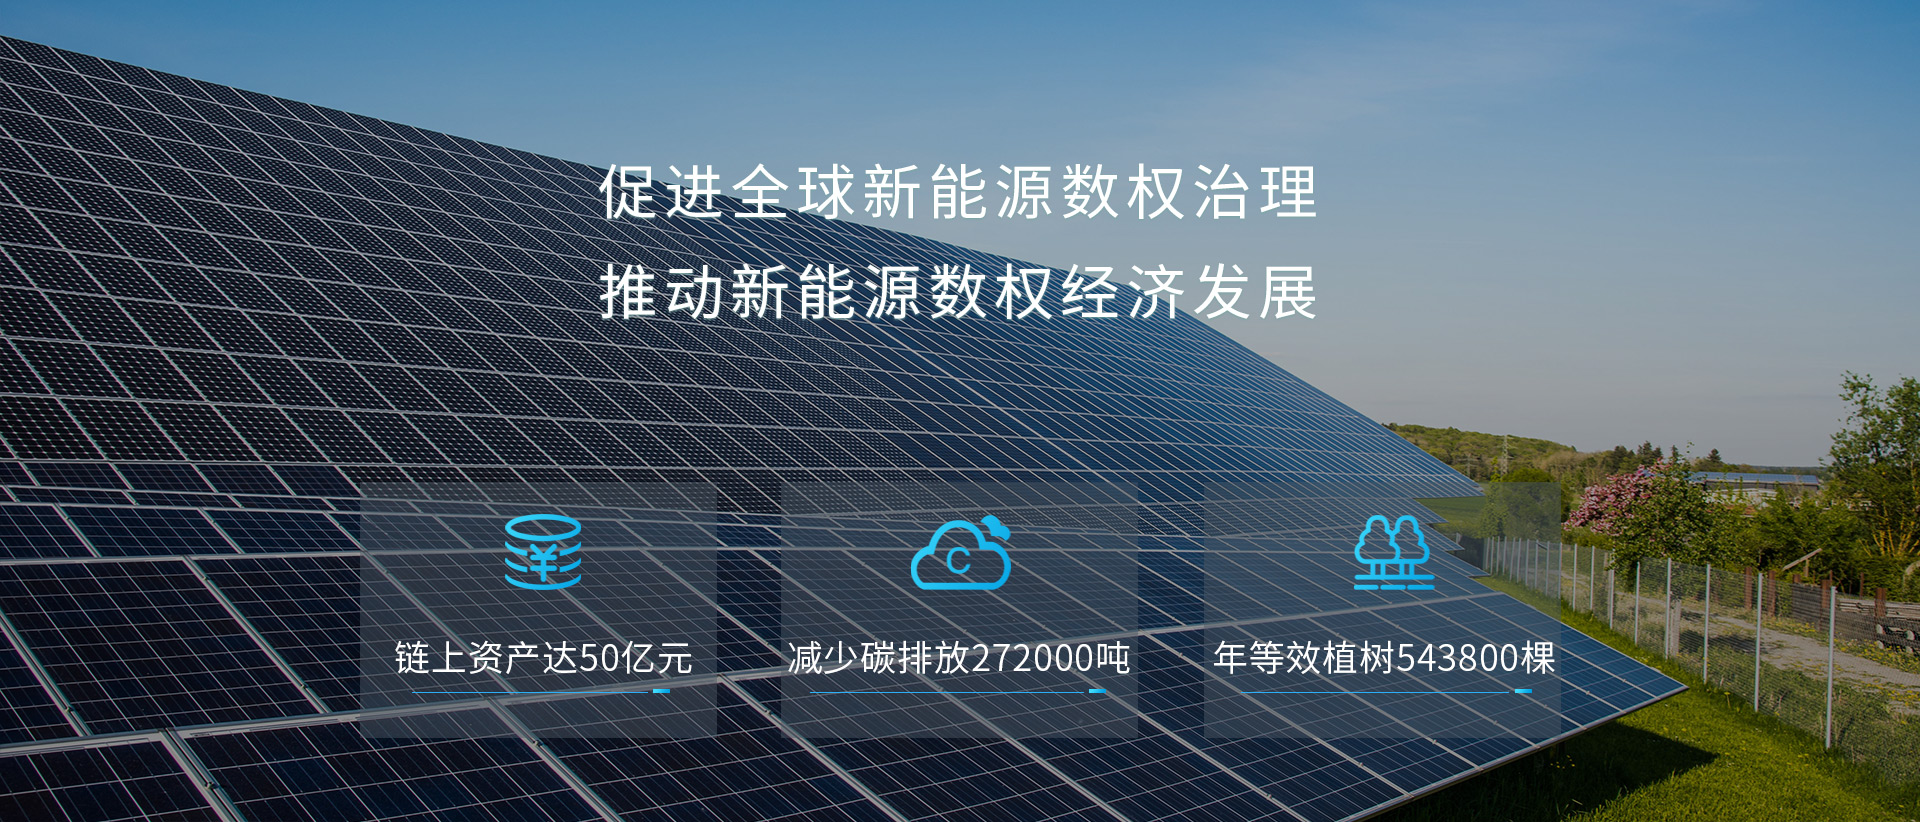 促进全球新能源数权治理
推动新能源数权经济发展
¥
C
链上资产达50亿元
减少碳排放272000吨
年等效植树543800棵